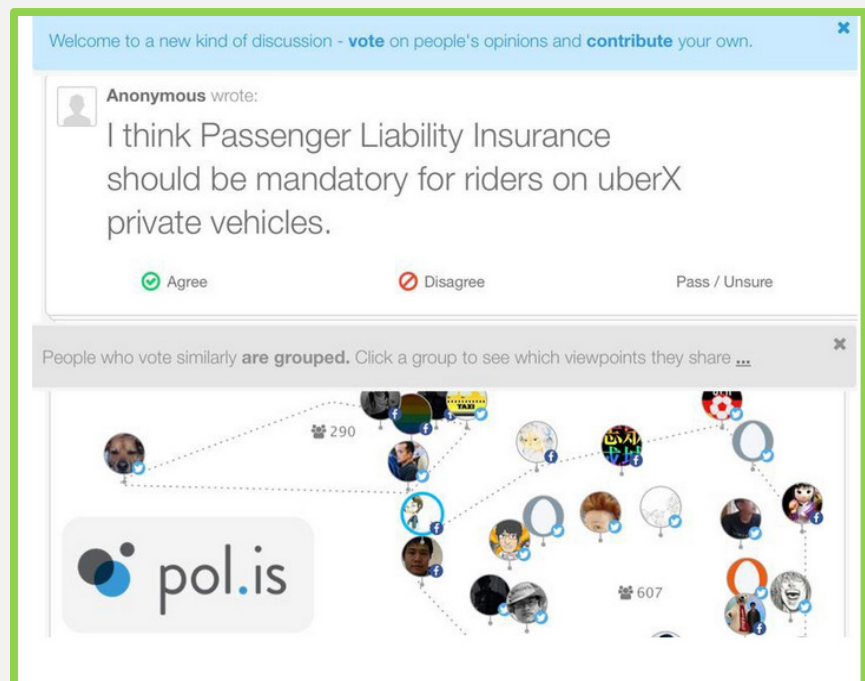 Welcome to a new kind of discussion - vote on people's opinions and contribute your own.
Anonymous wrote:
I think Passenger Liability Insurance
should be mandatory for riders on uberX
private vehicles.
Agree Disagree Pass / Unsure
People who vote similarly are grouped. Click a group to see which viewpoints they share ...
TAXI
290
607
pol.is